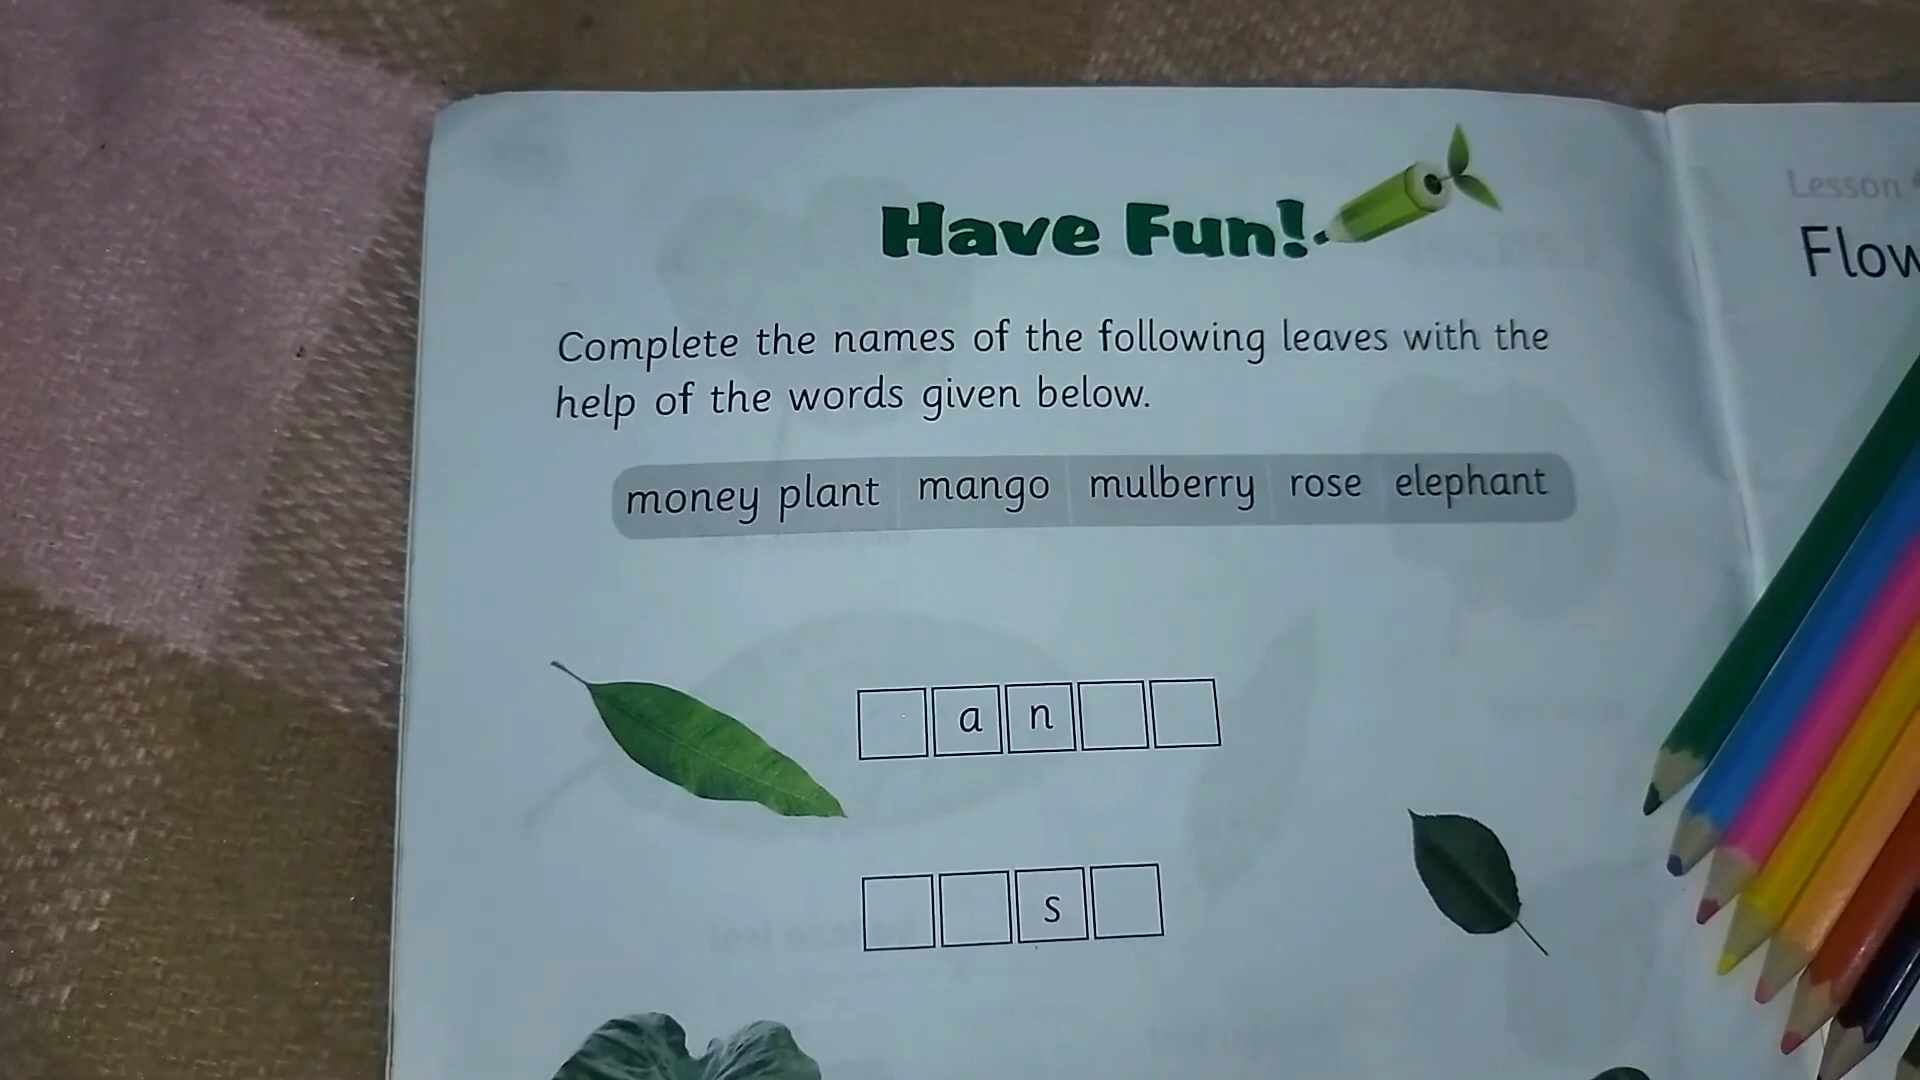 Have Fun!
Lesson
Flow
Complete the names of the following leaves with the
help of the words given below.
money plant mango mulberry rose elephant
a n
s